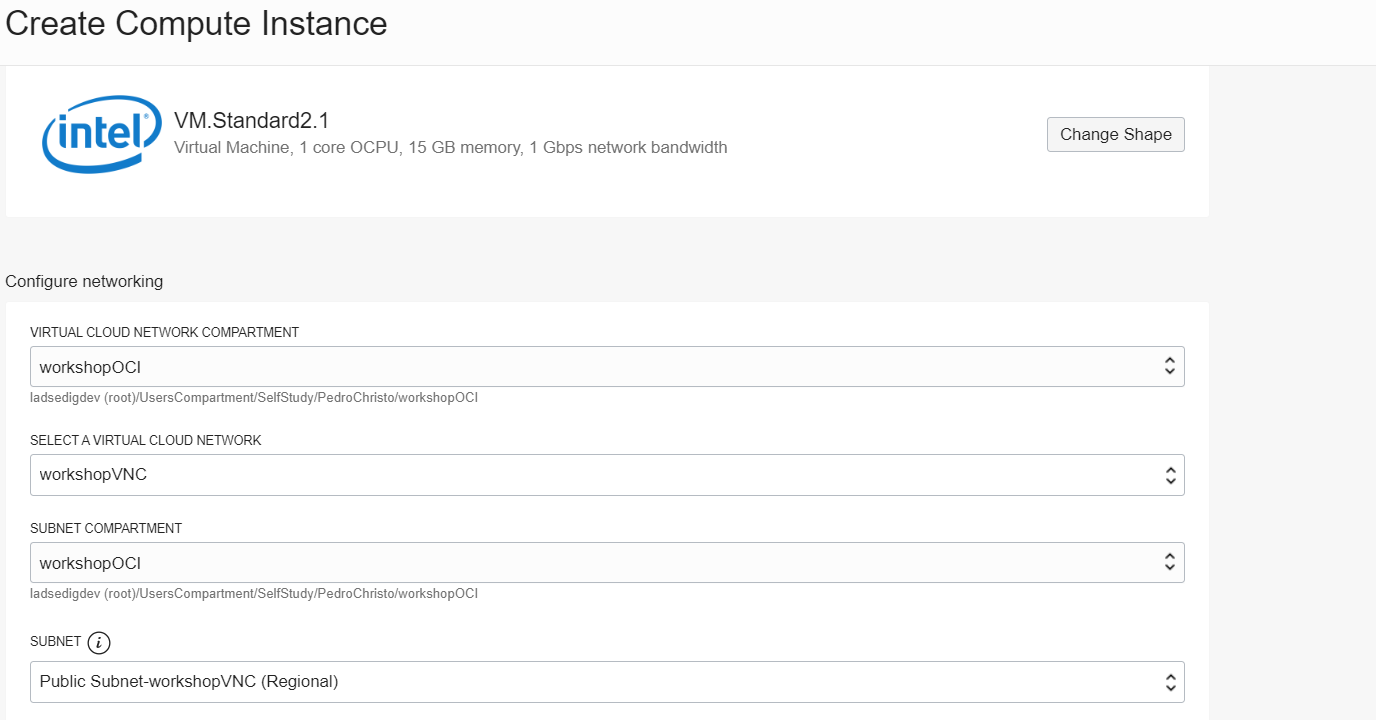 Create Compute Instance
intel®
VM.Standard2.1
Virtual Machine, 1 core OCPU, 15 GB memory, 1 Gbps network bandwidth
Change Shape
Configure networking
VIRTUAL CLOUD NETWORK COMPARTMENT
workshopOCI
ladsedigdev (root)/UsersCompartment/SelfStudy/PedroChristo/workshopOCI
SELECT A VIRTUAL CLOUD NETWORK
workshopVNC
SUBNET COMPARTMENT
workshopOCI
ladsedigdev (root)/UsersCompartment/SelfStudy/PedroChristo/workshopOCI
SUBNET i
Public Subnet-workshopVNC (Regional)